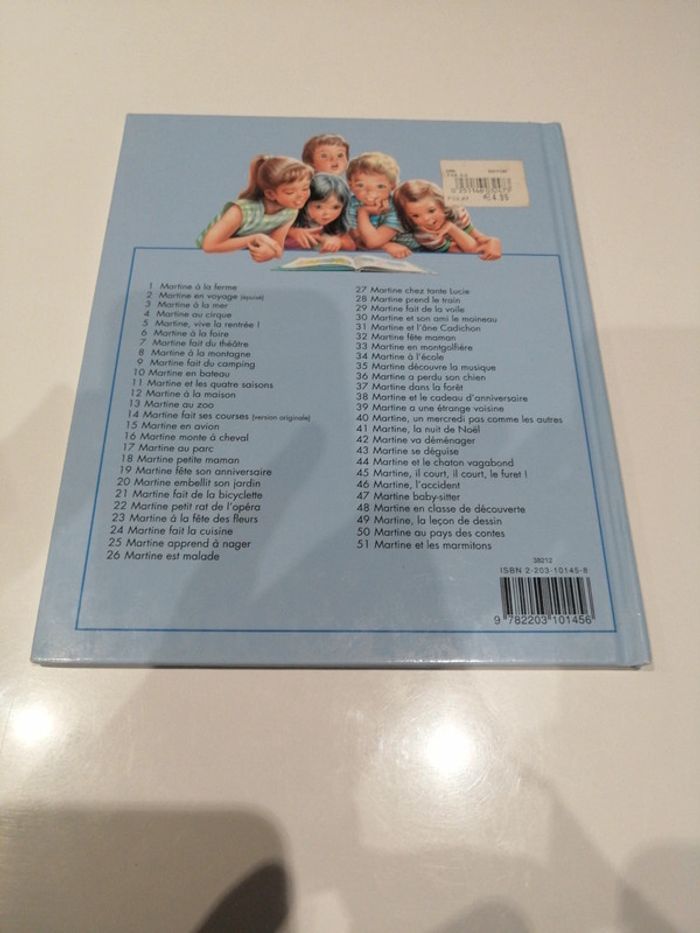 €4.95
1 Martine à la ferme
2 Martine en voyage (épuisé)
3 Martine à la mer
4 Martine au cirque
5 Martine, vive la rentrée !
6 Martine à la foire
7 Martine fait du théâtre
8 Martine à la montagne
9 Martine fait du camping
10 Martine en bateau
11 Martine et les quatre saisons
12 Martine à la maison
13 Martine au zoo
14 Martine fait ses courses (version originale)
15 Martine en avion
16 Martine monte à cheval
17 Martine au parc
18 Martine petite maman
19 Martine fête son anniversaire
20 Martine embellit son jardin
21 Martine fait de la bicyclette
22 Martine petit rat de l'opéra
23 Martine à la fête des fleurs
24 Martine fait la cuisine
25 Martine apprend à nager
26 Martine est malade
27 Martine chez tante Lucie
28 Martine prend le train
29 Martine fait de la voile
30 Martine et son ami le moineau
31 Martine et l'âne Cadichon
32 Martine fête maman
33 Martine en montgolfière
34 Martine à l'école
35 Martine découvre la musique
36 Martine a perdu son chien
37 Martine dans la forêt
38 Martine et le cadeau d'anniversaire
39 Martine a une étrange voisine
40 Martine, un mercredi pas comme les autres
41 Martine, la nuit de Noël
42 Martine va déménager
43 Martine se déguise
44 Martine et le chaton vagabond
45 Martine, il court, il court, le furet !
46 Martine, l'accident
47 Martine baby-sitter
48 Martine en classe de découverte
49 Martine, la leçon de dessin
50 Martine au pays des contes
51 Martine et les marmitons
38212
ISBN 2-203-10145-8
9 782203 101456